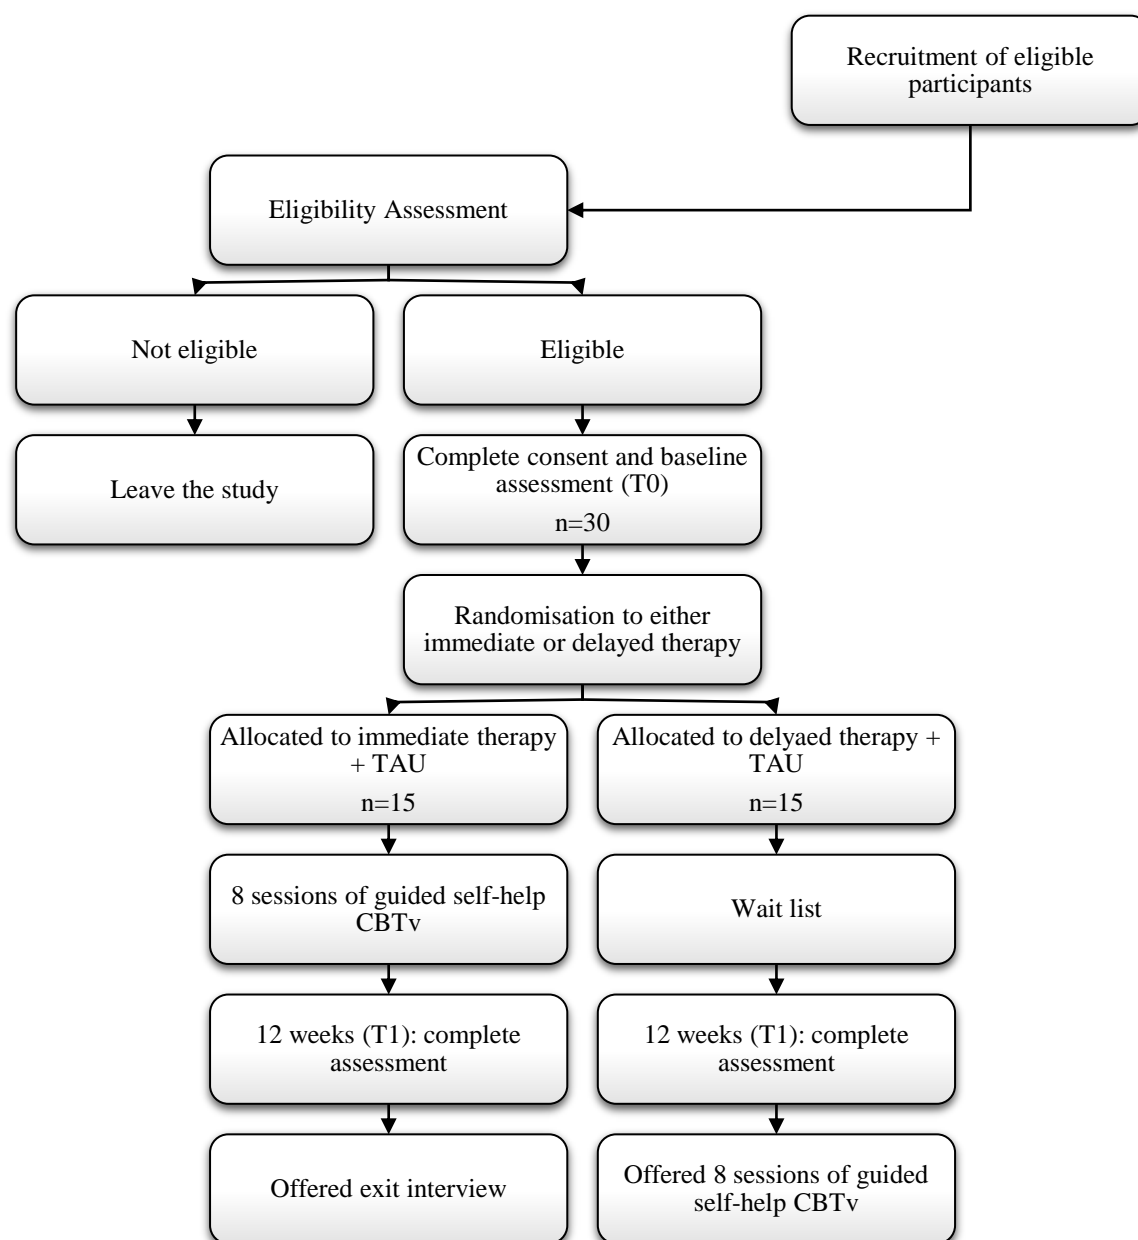 Recruitment of eligible
participants
Eligibility Assessment
Not eligible
Eligible
Leave the study
Complete consent and baseline
assessment (T0)
n=30
Randomisation to either
immediate or delayed therapy
Allocated to immediate therapy
+ TAU
n=15
Allocated to delyaed therapy +
TAU
n=15
8 sessions of guided self-help
CBTv
Wait list
12 weeks (T1): complete
assessment
12 weeks (T1): complete
assessment
Offered exit interview
Offered 8 sessions of guided
self-help CBTv